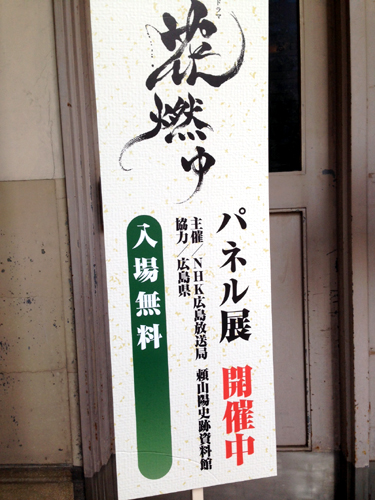 ドラマ
花燃ゆ
パネル展 開催中
主催/NHK広島放送局 頼山陽史跡資料館
協力/広島県
入場無料